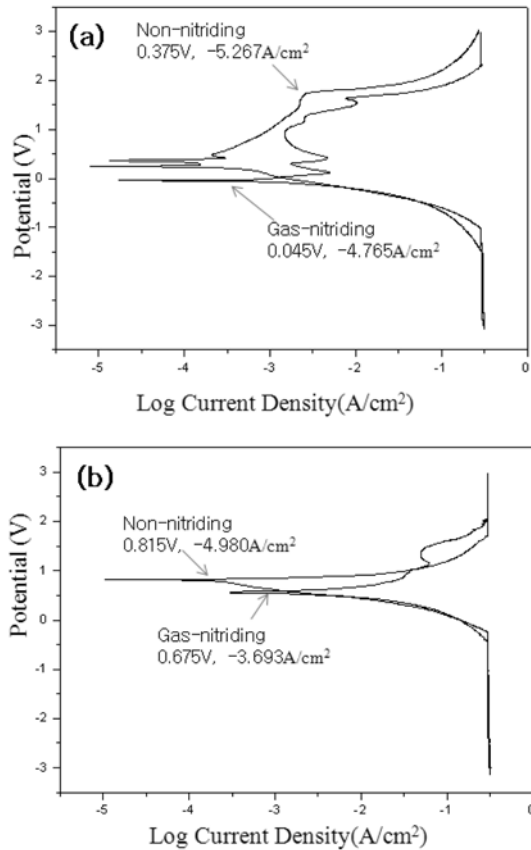 (a)
Non-nitriding
0.375V, -5.267A/cm²
Gas-nitriding
0.045V, -4.765A/cm²
Potential (V)
3
2
1
0
-1
-2
-3
-5
-4
-3
-2
-1
0
Log Current Density(A/cm²)
(b)
Non-nitriding
0.815V, -4.980A/cm²
Gas-nitriding
0.675V, -3.693A/cm²
Potential (V)
3
2
1
0
-1
-2
-3
-5
-4
-3
-2
-1
0
Log Current Density(A/cm²)